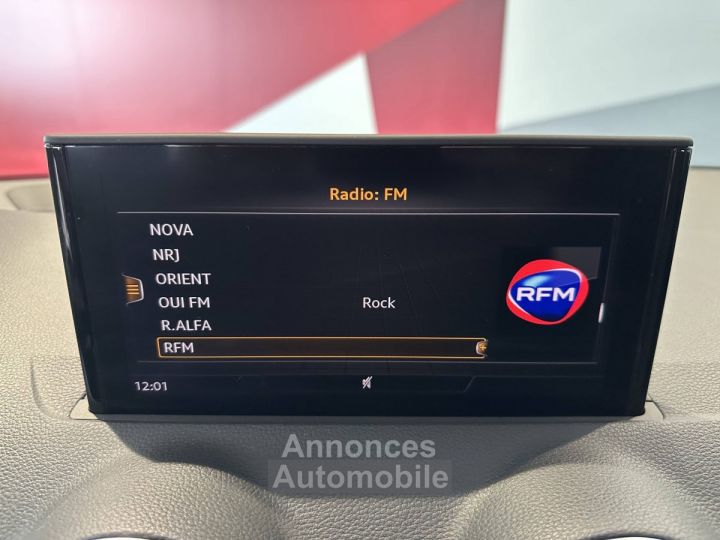 Radio: FM
NOVA
NRJ
ORIENT
OUI FM Rock
R.ALFA
RFM
RFM
12:01
Annonces
Automobile